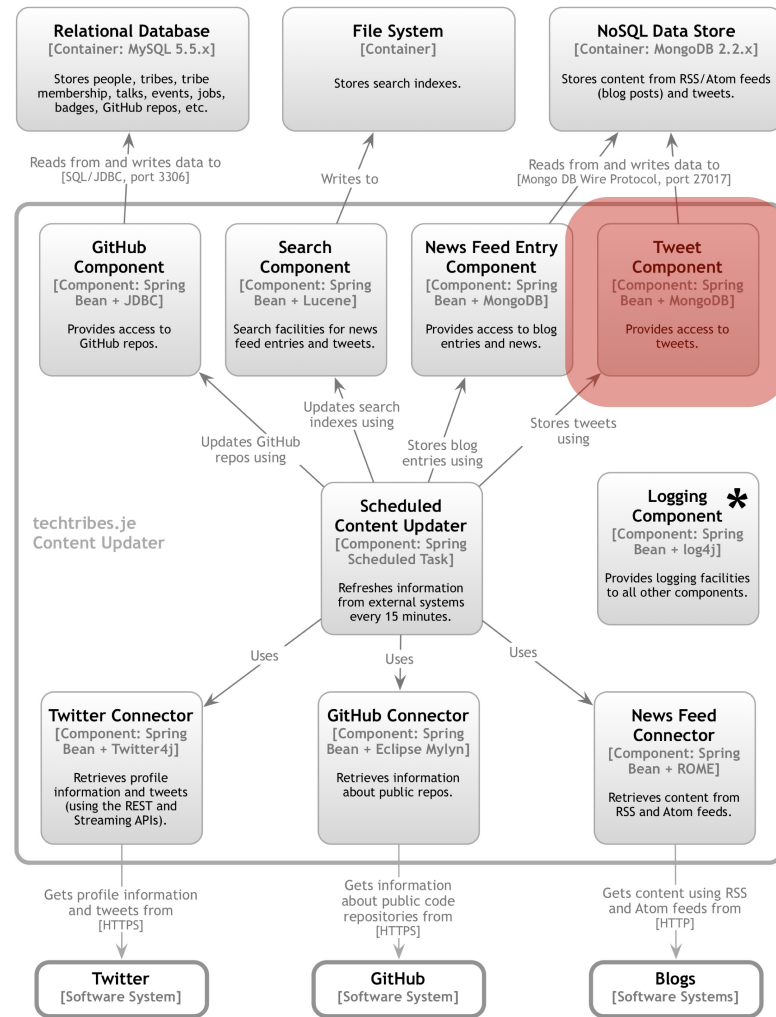 Relational Database
[Container: MySQL 5.5.x]
Stores people, tribes, tribe
membership, talks, events, jobs,
badges, GitHub repos, etc.
File System
[Container]
Stores search indexes.
NoSQL Data Store
[Container: MongoDB 2.2.x]
Stores content from RSS/Atom feeds
(blog posts) and tweets.
Reads from and writes data to
[SQL/JDBC, port 3306]
Writes to
Reads from and writes data to
[Mongo DB Wire Protocol, port 27017]
GitHub
Component
[Component: Spring
Bean + JDBC]
Provides access to
GitHub repos.
Search
Component
[Component: Spring
Bean + Lucene]
Search facilities for news
feed entries and tweets.
News Feed Entry
Component
[Component: Spring
Bean + MongoDB]
Provides access to blog
entries and news.
Tweet
Component
[Component: Spring
Bean + MongoDB]
Provides access to
tweets.
Updates GitHub
repos using
Updates search
indexes using
Stores blog
entries using
Stores tweets
using
techtribes.je
Content Updater
Scheduled
Content Updater
[Component: Spring
Scheduled Task]
Refreshes information
from external systems
every 15 minutes.
Logging *
Component
[Component: Spring
Bean + log4j]
Provides logging facilities
to all other components.
Uses
Uses
Uses
Twitter Connector
[Component: Spring
Bean + Twitter4j]
Retrieves profile
information and tweets
(using the REST and
Streaming APIs).
GitHub Connector
[Component: Spring
Bean + Eclipse Mylyn]
Retrieves information
about public repos.
News Feed
Connector
[Component: Spring
Bean + ROME]
Retrieves content from
RSS and Atom feeds.
Gets profile information
and tweets from
[HTTPS]
Gets information
about public code
repositories from
[HTTPS]
Gets content using RSS
and Atom feeds from
[HTTP]
Twitter
[Software System]
GitHub
[Software System]
Blogs
[Software Systems]